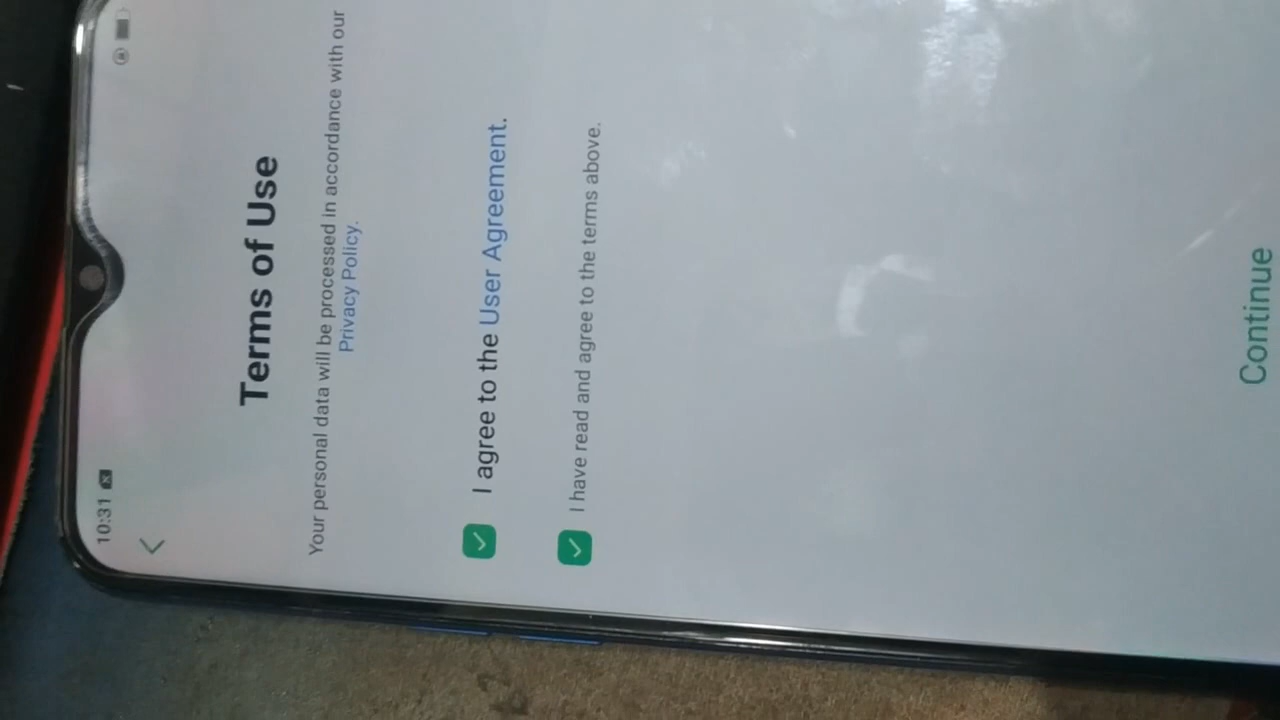 10:31
Terms of Use
Your personal data will be processed in accordance with our
Privacy Policy.
I agree to the User Agreement.
I have read and agree to the terms above.
Continue